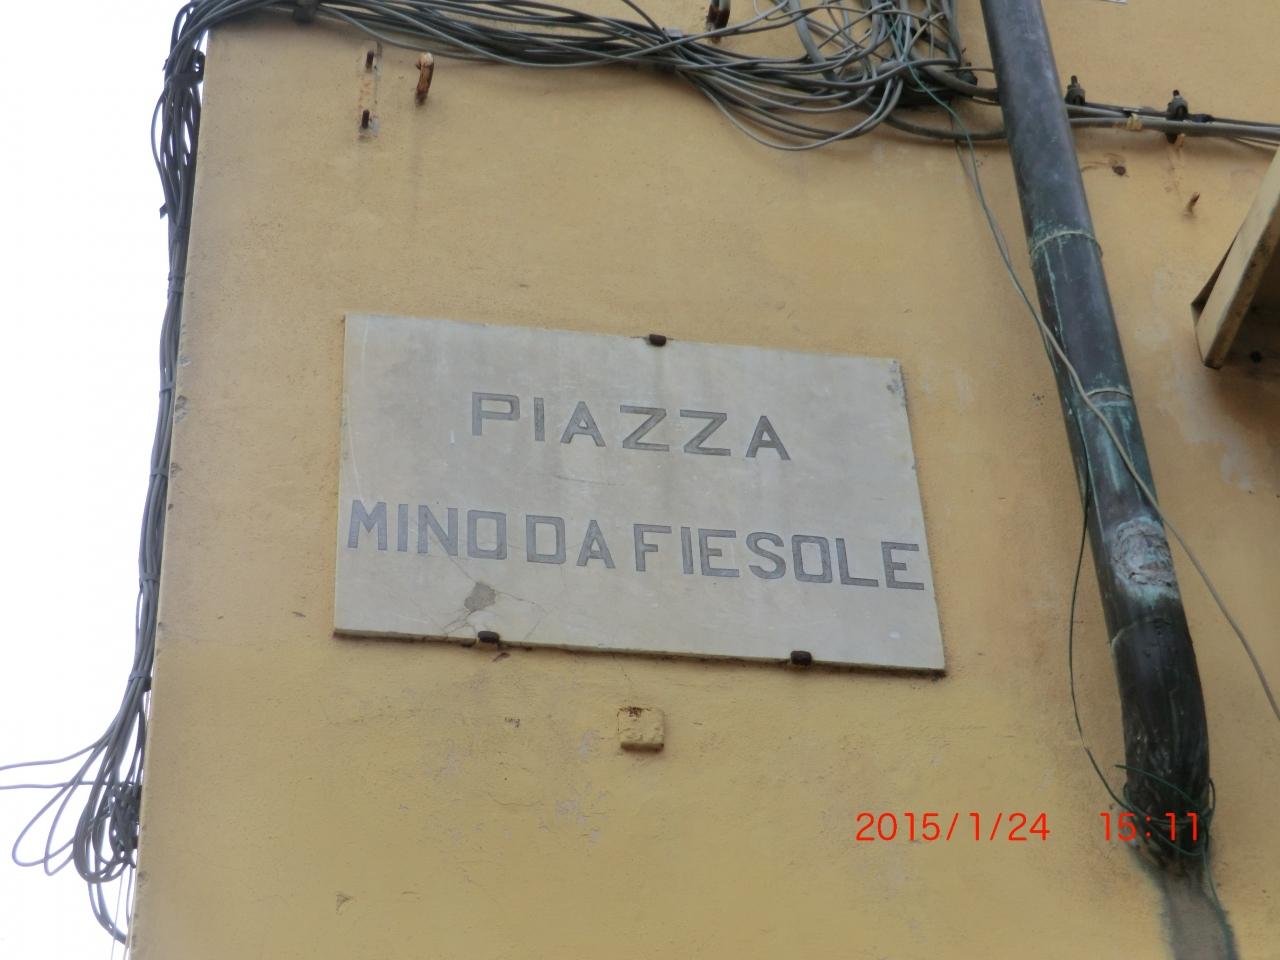 PIAZZA
MINO DA FIESOLE
2015/1/24 15:11